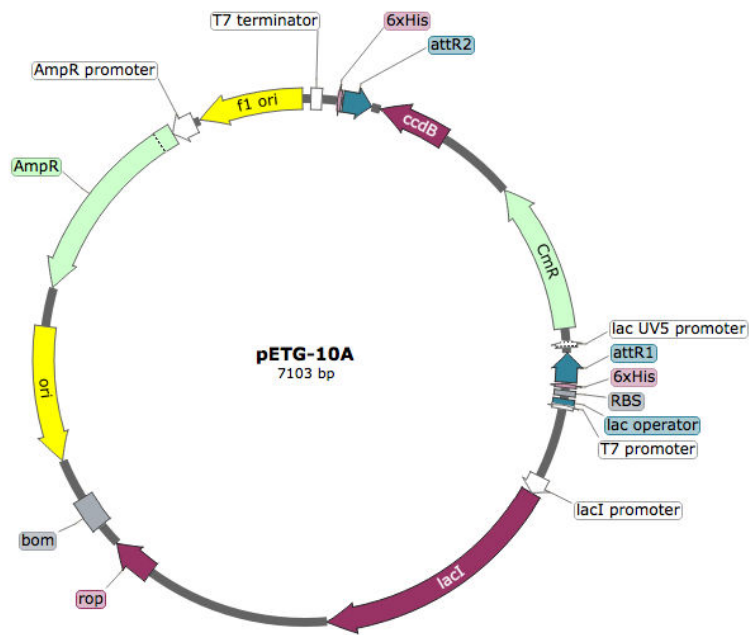 T7 terminator
6xHis
attR2
AmpR promoter
f1 ori
ccdB
AmpR
CmR
lac UV5 promoter
pETG-10A
7103 bp
attR1
6xHis
RBS
ori
lac operator
T7 promoter
lacI promoter
bom
lacI
rop